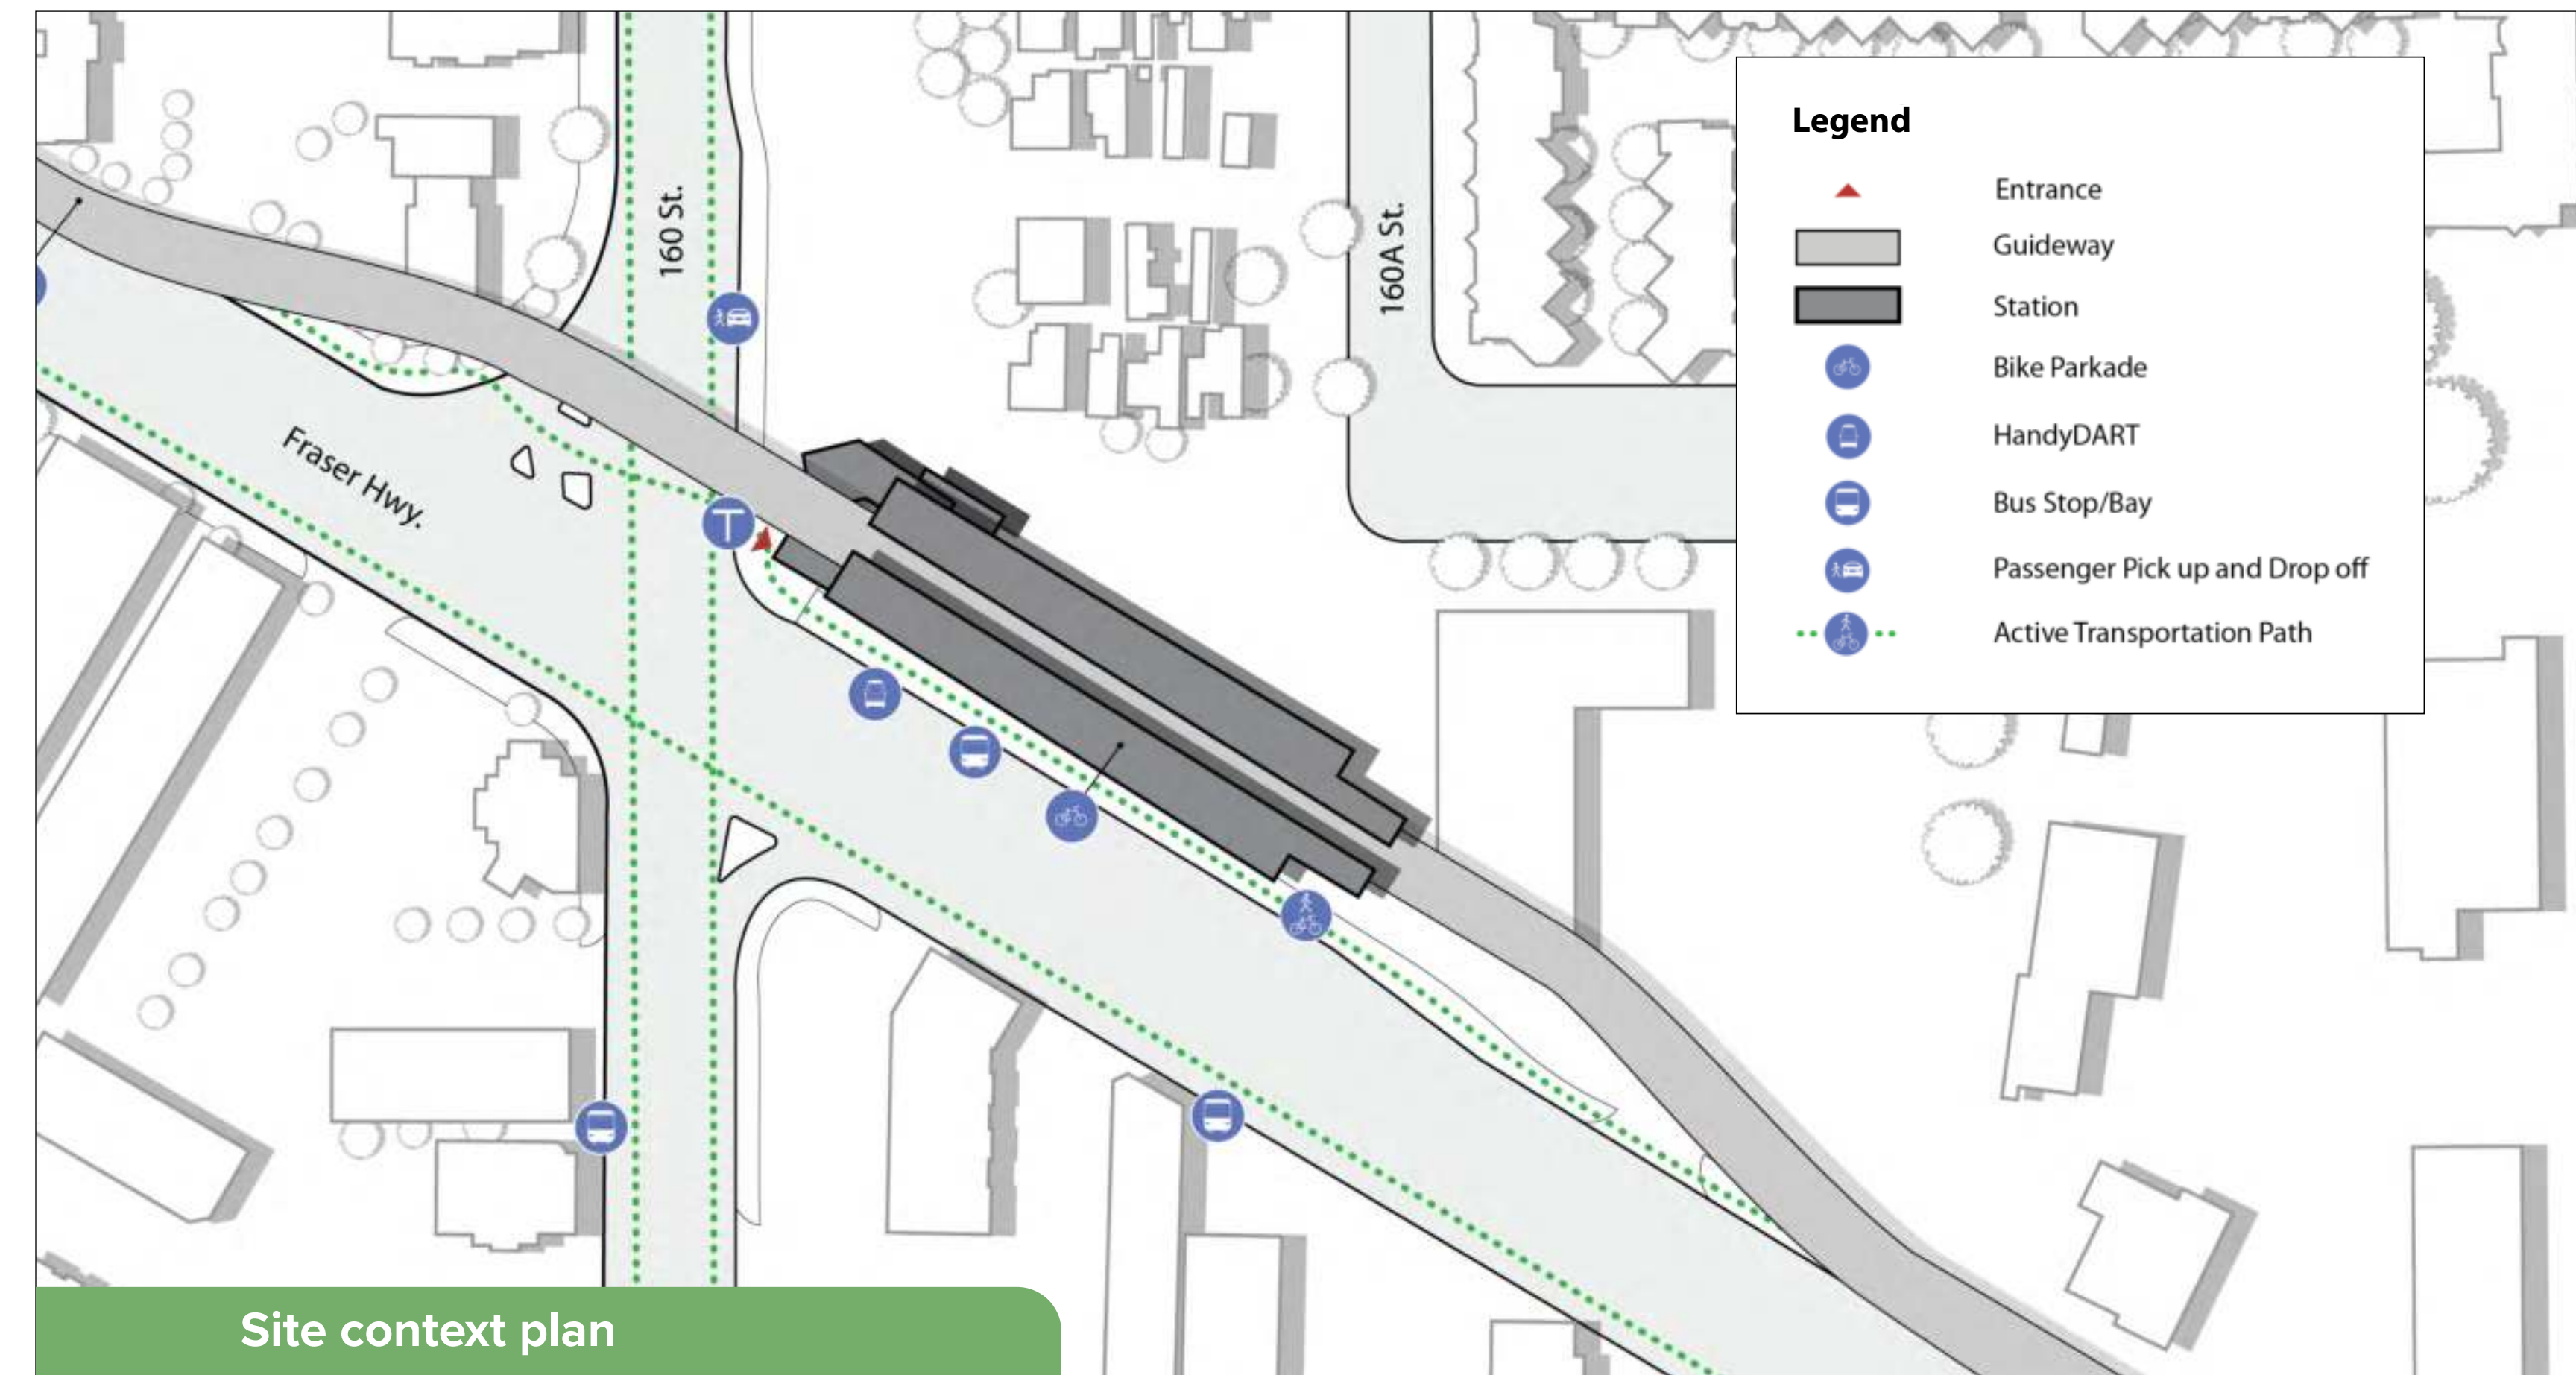 160 St.
160A St.
Fraser Hwy.
T
Legend
Entrance
Guideway
Station
Bike Parkade
HandyDART
Bus Stop/Bay
Passenger Pick up and Drop off
Active Transportation Path
Site context plan